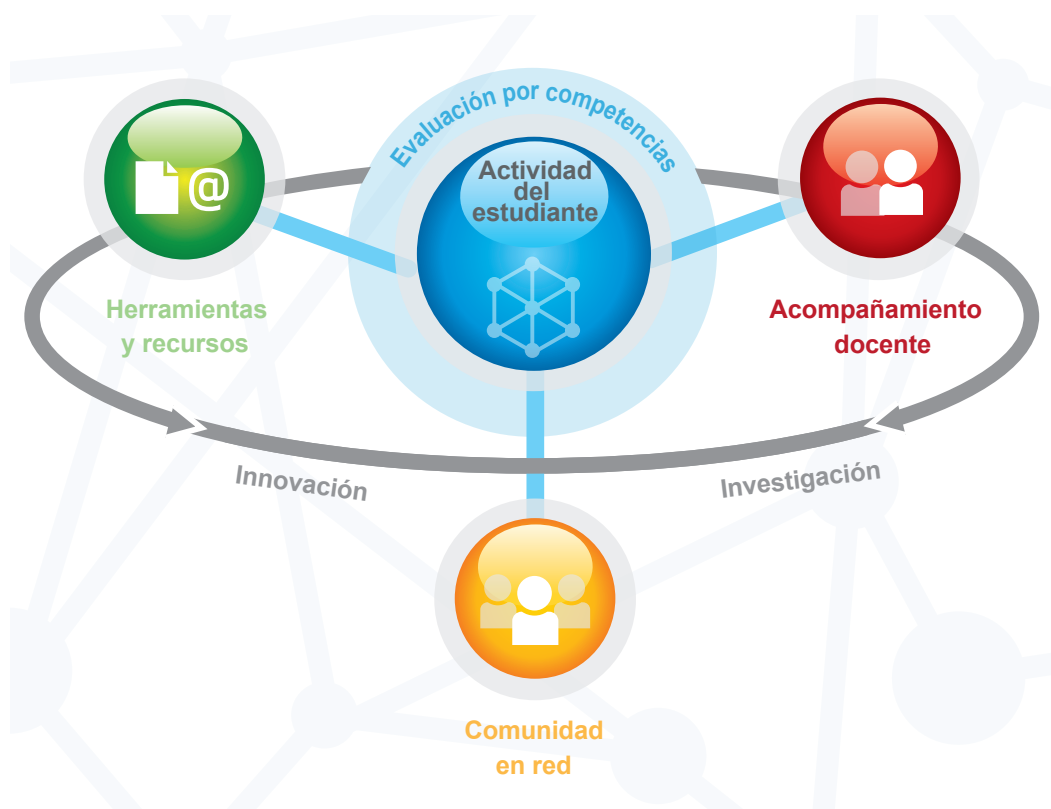 Evaluación por competencias
Actividad
del
estudiante
@
Herramientas
y recursos
Acompañamiento
docente
Innovación
Investigación
Comunidad
en red